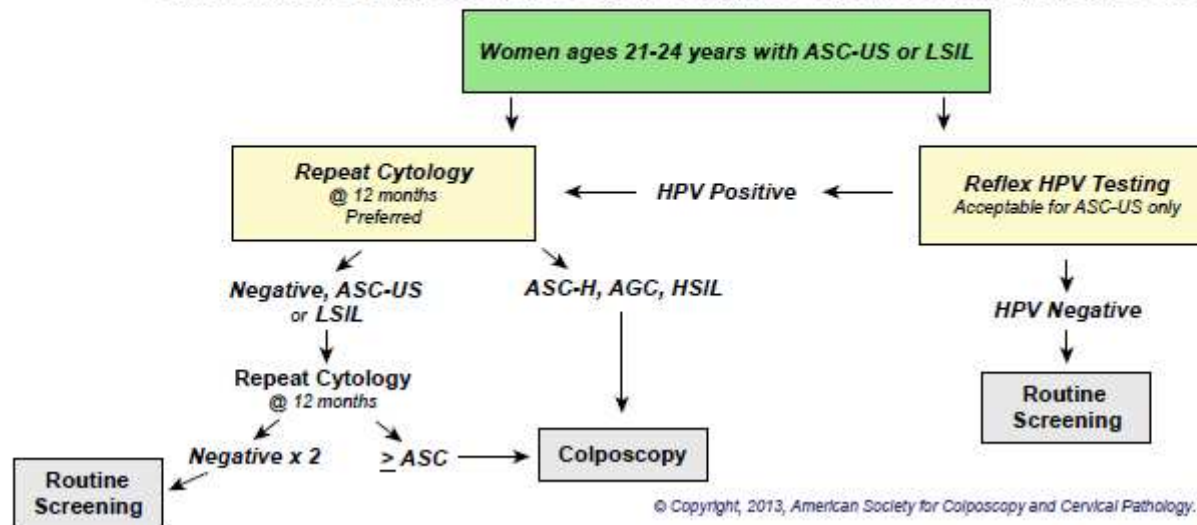 Women ages 21-24 years with ASC-US or LSIL
Repeat Cytology
@ 12 months
Preferred
HPV Positive
Reflex HPV Testing
Acceptable for ASC-US only
Negative, ASC-US
or LSIL
ASC-H, AGC, HSIL
HPV Negative
Repeat Cytology
@ 12 months
Routine
Screening
Negative x 2
≥ ASC
Colposcopy
Routine
Screening
© Copyright, 2013, American Society for Colposcopy and Cervical Pathology.